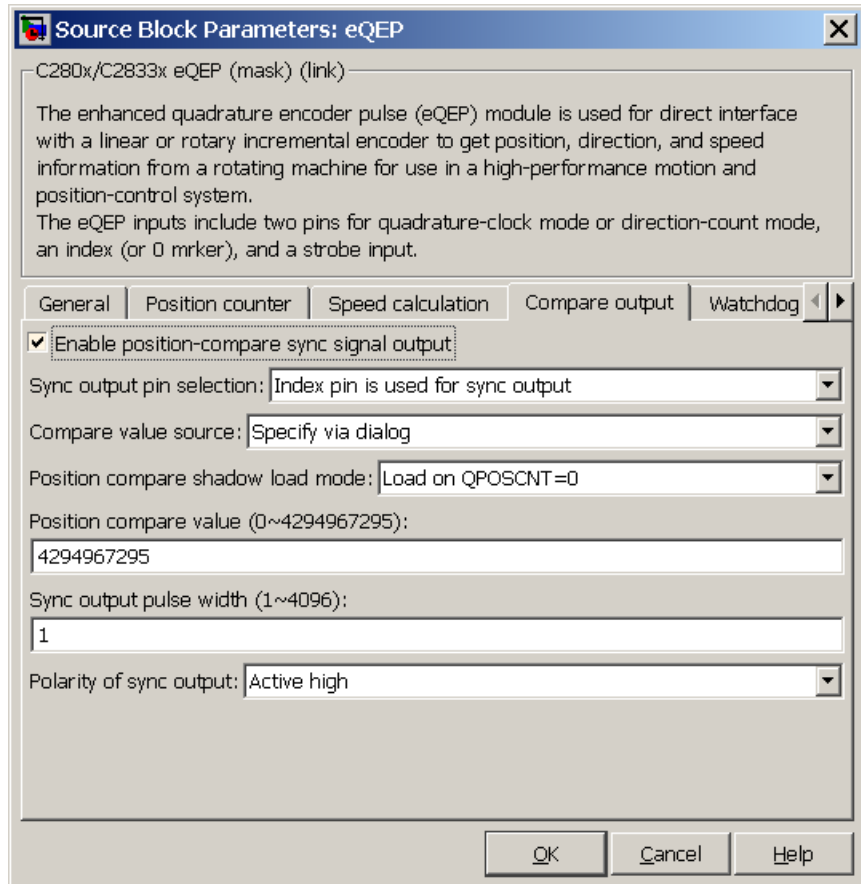 Source Block Parameters: eQEP
C280x/C2833x eQEP (mask) (link)
The enhanced quadrature encoder pulse (eQEP) module is used for direct interface
with a linear or rotary incremental encoder to get position, direction, and speed
information from a rotating machine for use in a high-performance motion and
position-control system.
The eQEP inputs include two pins for quadrature-clock mode or direction-count mode,
an index (or 0 mrker), and a strobe input.
General Position counter Speed calculation Compare output Watchdog
Enable position-compare sync signal output
Sync output pin selection: Index pin is used for sync output
Compare value source: Specify via dialog
Position compare shadow load mode: Load on QPOSCNT=0
Position compare value (0~4294967295):
4294967295
Sync output pulse width (1~4096):
1
Polarity of sync output: Active high
OK Cancel Help